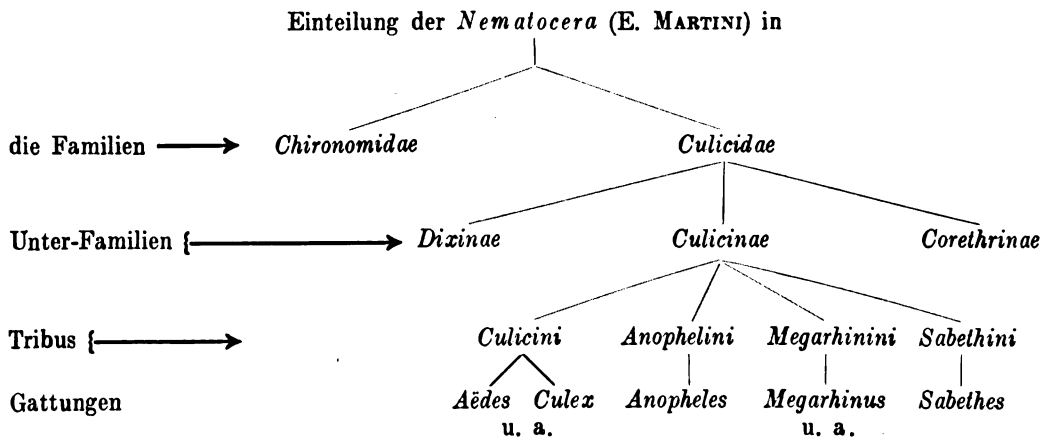 Einteilung der Nematocera (E. MARTINI) in
die Familien Chironomidae Culicidae
Unter-Familien { Dixinae Culicinae Corethrinae
Tribus { Culicini Anophelini Megarhinini Sabethini
Gattungen Aëdes Culex Anopheles Megarhinus Sabethes
u. a. u. a.